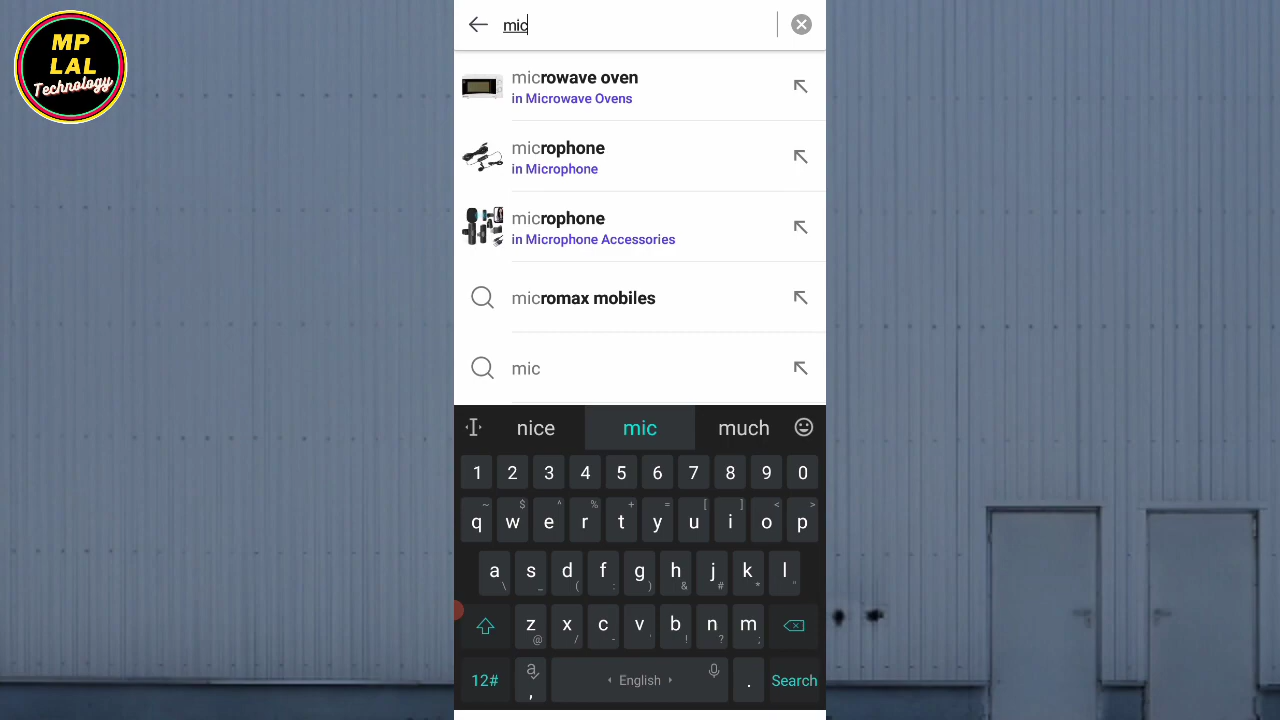 MP
LAL
Technology
mic
microwave oven
in Microwave Ovens
microphone
in Microphone
microphone
in Microphone Accessories
micromax mobiles
mic
nice mic much
1 2 3 4 5 6 7 8 9 0
~ $ ^ % + = [ ] < >
q w e r t y u i o p
a s d f g h j k l
\ _ ( : ) & # * "
z x c v b n m
@ / - ' ! ? ;
12# a , English . Search